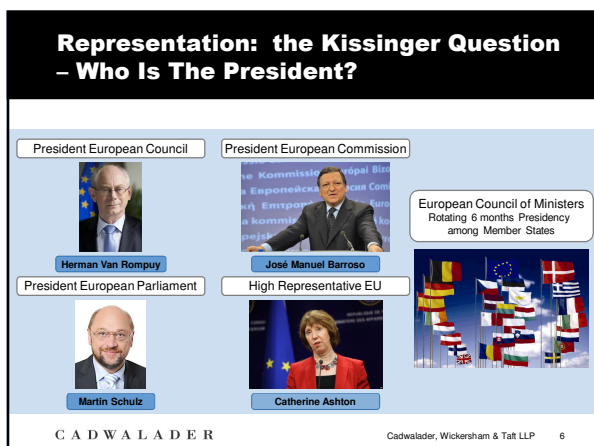 Representation: the Kissinger Question
– Who Is The President?
President European Council
President European Commission
Herman Van Rompuy
José Manuel Barroso
European Council of Ministers
Rotating 6 months Presidency
among Member States
President European Parliament
High Representative EU
Martin Schulz
Catherine Ashton
CADWALADER
Cadwalader, Wickersham & Taft LLP 6